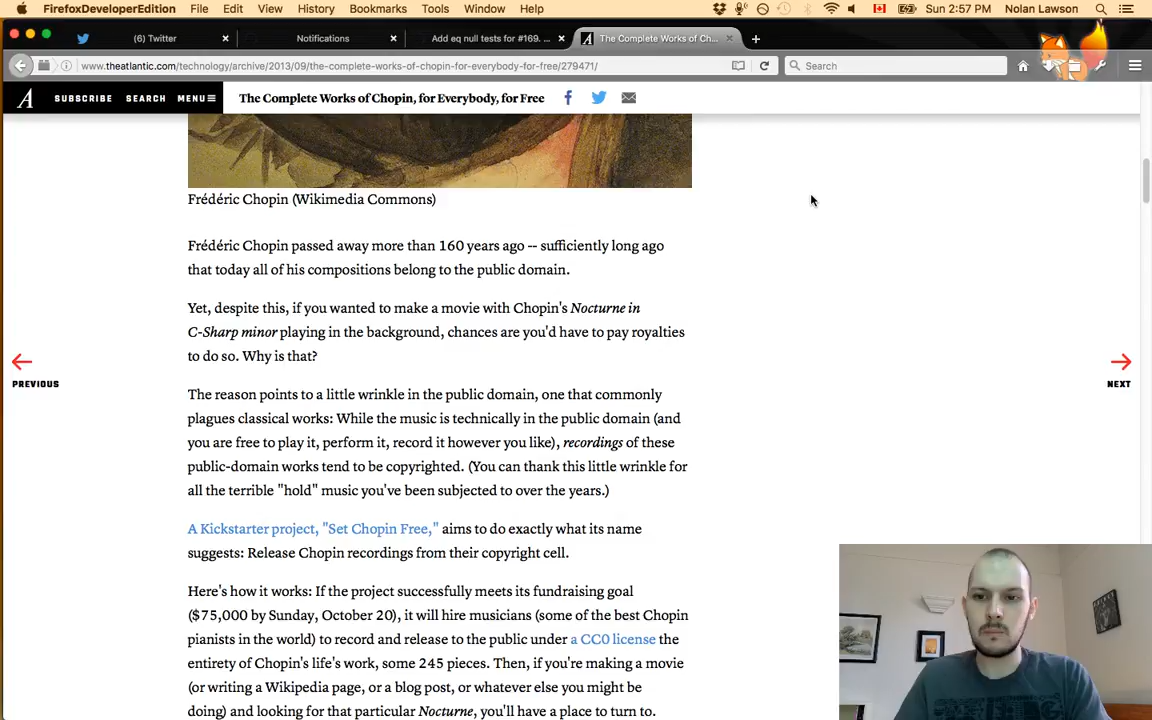 FirefoxDeveloperEdition File Edit View History Bookmarks Tools Window Help Sun 2:57 PM Nolan Lawson
(6) Twitter Notifications Add eq null tests for #169. ... The Complete Works of Ch...
www.theatlantic.com/technology/archive/2013/09/the-complete-works-of-chopin-for-everybody-for-free/279471/ Search
A SUBSCRIBE SEARCH MENU The Complete Works of Chopin, for Everybody, for Free
Frédéric Chopin (Wikimedia Commons)
Frédéric Chopin passed away more than 160 years ago -- sufficiently long ago
that today all of his compositions belong to the public domain.
Yet, despite this, if you wanted to make a movie with Chopin's Nocturne in
C-Sharp minor playing in the background, chances are you'd have to pay royalties
to do so. Why is that?
PREVIOUS
NEXT
The reason points to a little wrinkle in the public domain, one that commonly
plagues classical works: While the music is technically in the public domain (and
you are free to play it, perform it, record it however you like), recordings of these
public-domain works tend to be copyrighted. (You can thank this little wrinkle for
all the terrible "hold" music you've been subjected to over the years.)
A Kickstarter project, "Set Chopin Free," aims to do exactly what its name
suggests: Release Chopin recordings from their copyright cell.
Here's how it works: If the project successfully meets its fundraising goal
($75,000 by Sunday, October 20), it will hire musicians (some of the best Chopin
pianists in the world) to record and release to the public under a CC0 license the
entirety of Chopin's life's work, some 245 pieces. Then, if you're making a movie
(or writing a Wikipedia page, or a blog post, or whatever else you might be
doing) and looking for that particular Nocturne, you'll have a place to turn to.